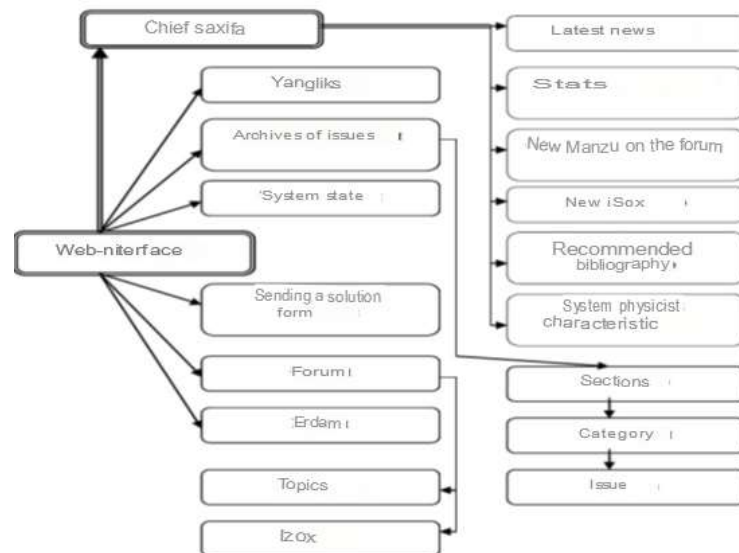 Chief saxifa
Latest news
Yangliks
Stats
Archives of issues
New Manzu on the forum
System state
New iSox
Web-niterface
Recommended
bibliography
Sending a solution
form
System physicist
characteristic
Forum
Sections
Erdam
Category
Topics
Issue
Izox